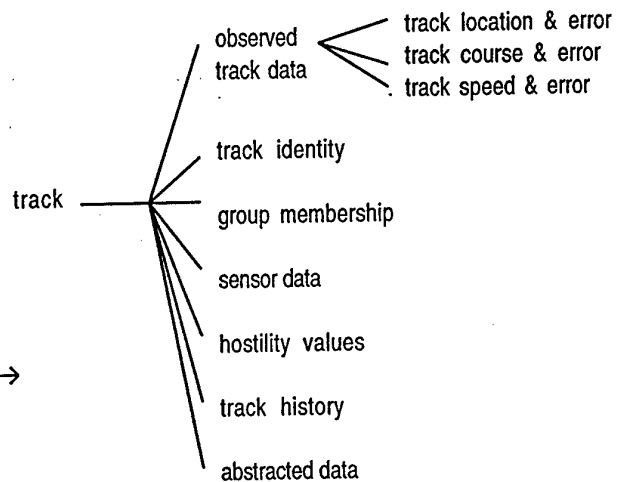 observed
track data
track location & error
track course & error
track speed & error
track identity
track
group membership
sensor data
hostility values
track history
abstracted data